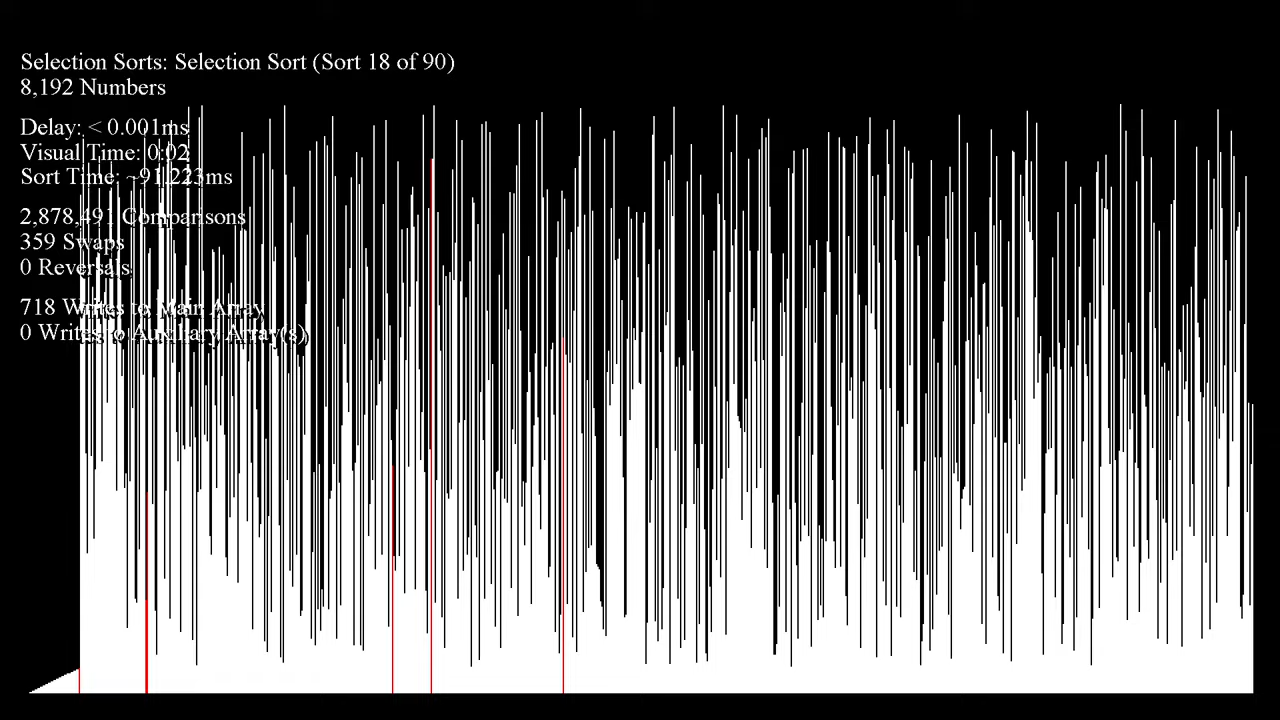 Selection Sorts: Selection Sort (Sort 18 of 90)
8,192 Numbers
Delay: < 0.001ms
Visual Time: 0:02
Sort Time: ~91.223ms
2,878,491 Comparisons
359 Swaps
0 Reversals
718 Writes to Main Array
0 Writes to Auxiliary Array(s)